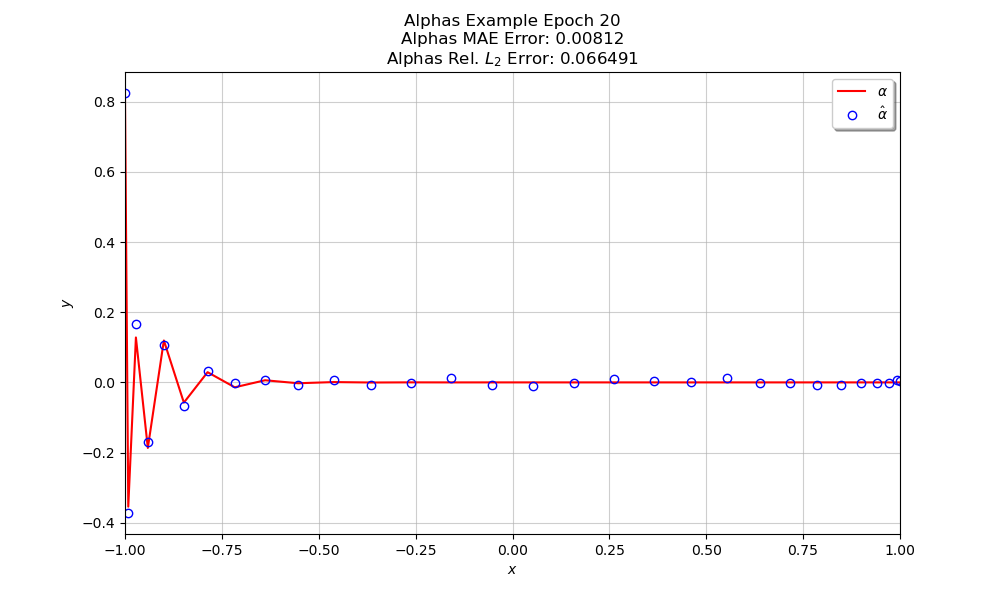 Alphas Example Epoch 20
Alphas MAE Error: 0.00812
Alphas Rel. L₂ Error: 0.066491
α
α̂
0.8
0.6
0.4
0.2
0.0
−0.2
−0.4
y
−1.00 −0.75 −0.50 −0.25 0.00 0.25 0.50 0.75 1.00
x